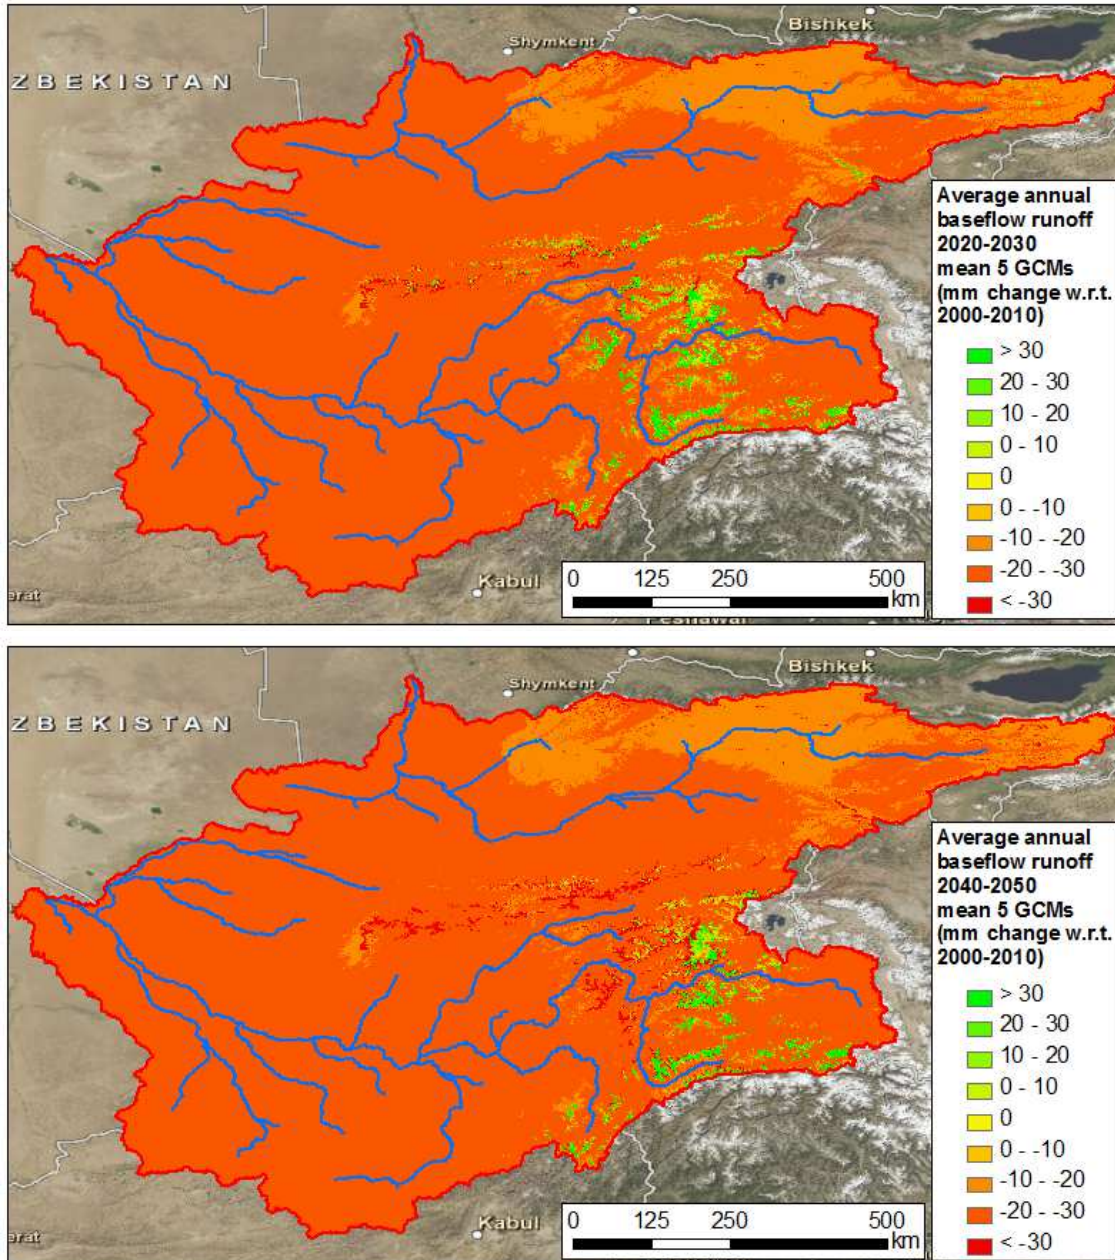 Bishkek
Shymkent
ZBEKISTAN
Average annual
baseflow runoff
2020-2030
mean 5 GCMs
(mm change w.r.t.
2000-2010)
> 30
20 - 30
10 - 20
0 - 10
0
0 - -10
-10 - -20
-20 - -30
< -30
Kabul
erat
0 125 250 500
km
Bishkek
Shymkent
ZBEKISTAN
Average annual
baseflow runoff
2040-2050
mean 5 GCMs
(mm change w.r.t.
2000-2010)
> 30
20 - 30
10 - 20
0 - 10
0
0 - -10
-10 - -20
-20 - -30
< -30
Kabul
erat
0 125 250 500
km